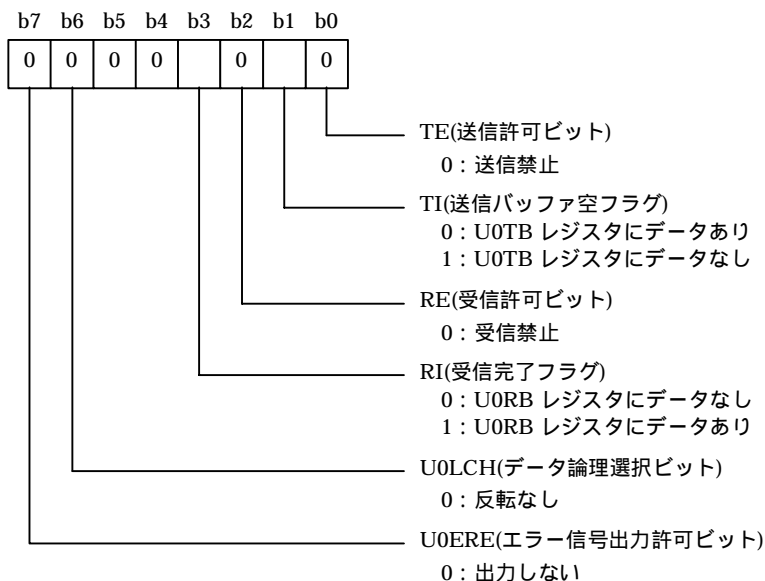 b7 b6 b5 b4 b3 b2 b1 b0
0 0 0 0 0 0
TE(送信許可ビット)
0：送信禁止
TI(送信バッファ空フラグ)
0：U0TB レジスタにデータあり
1：U0TB レジスタにデータなし
RE(受信許可ビット)
0：受信禁止
RI(受信完了フラグ)
0：U0RB レジスタにデータなし
1：U0RB レジスタにデータあり
U0LCH(データ論理選択ビット)
0：反転なし
U0ERE(エラー信号出力許可ビット)
0：出力しない